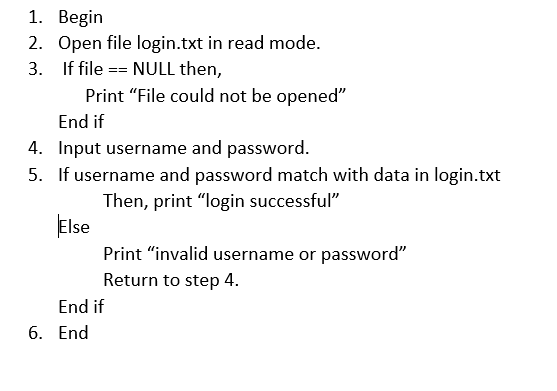 1. Begin
2. Open file login.txt in read mode.
3. If file == NULL then,
Print “File could not be opened”
End if
4. Input username and password.
5. If username and password match with data in login.txt
Then, print “login successful”
Else
Print “invalid username or password”
Return to step 4.
End if
6. End